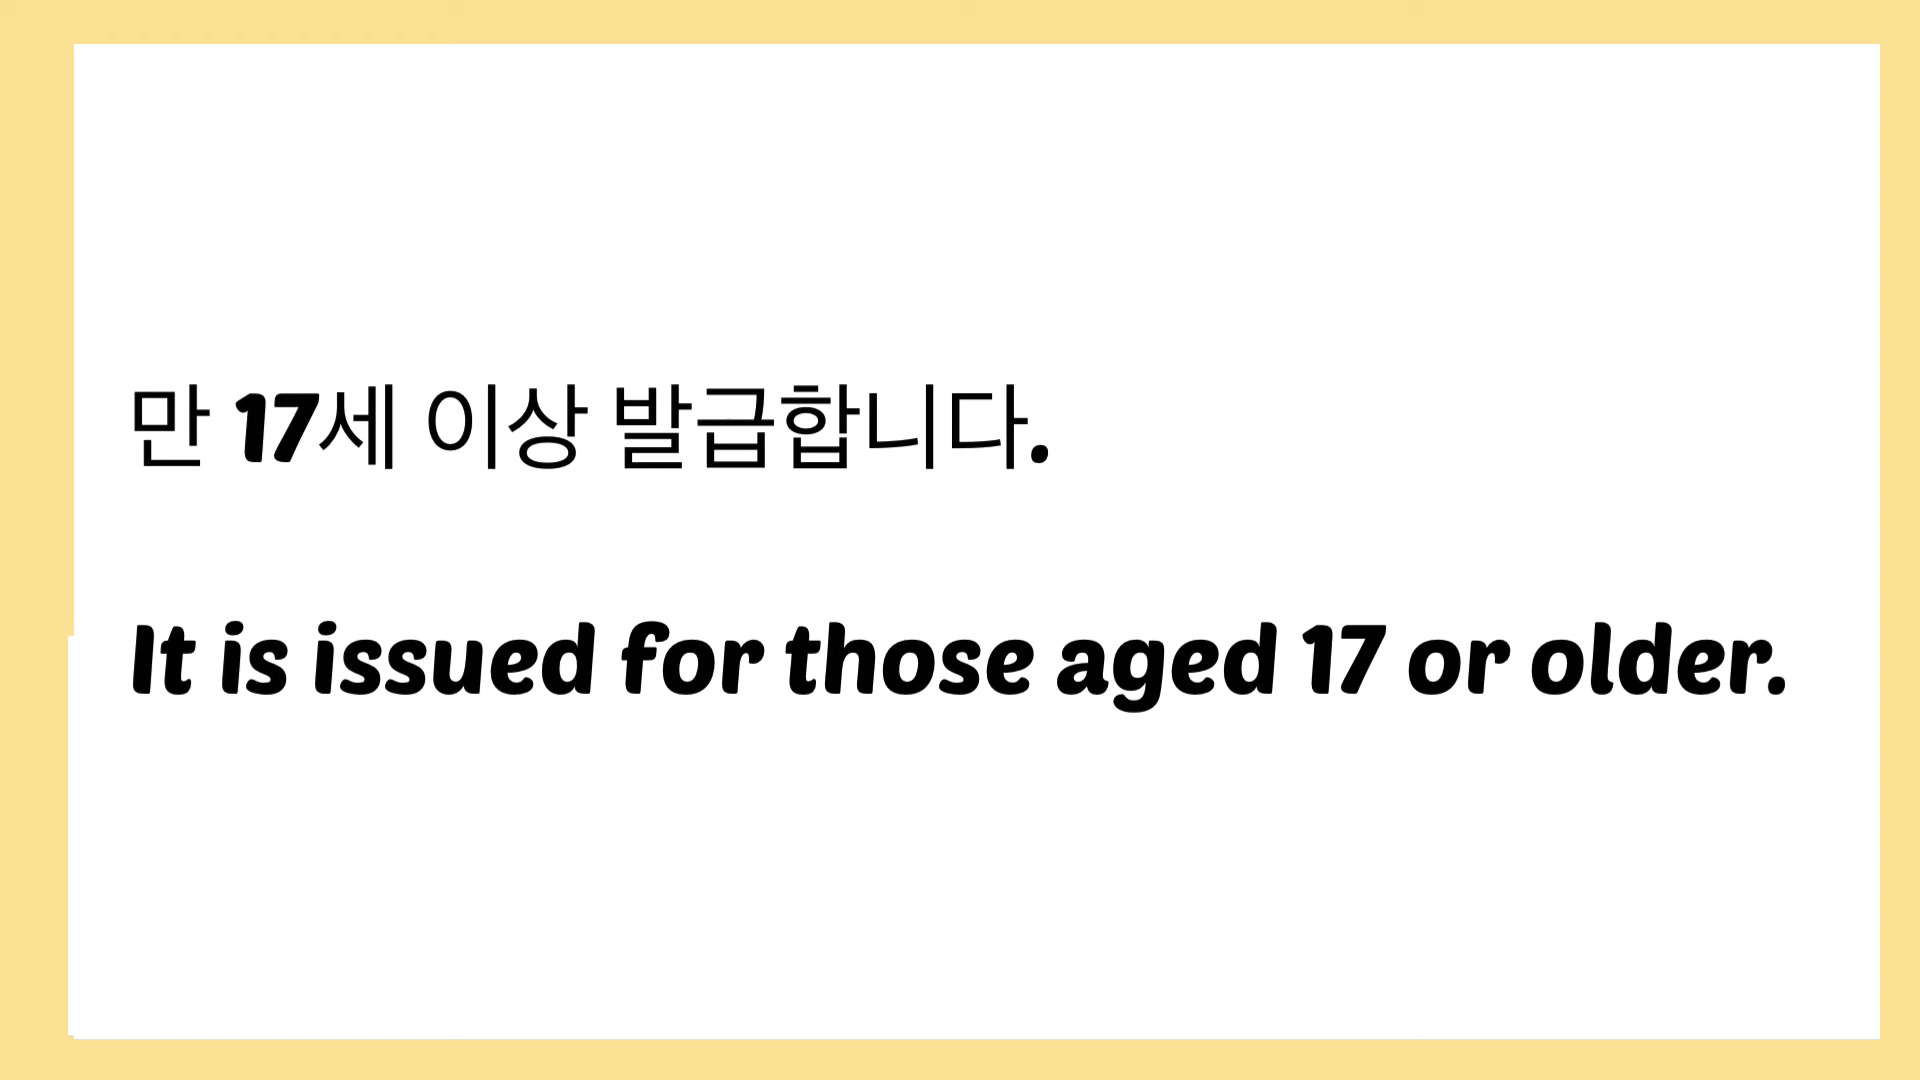 만 17세 이상 발급합니다.
It is issued for those aged 17 or older.